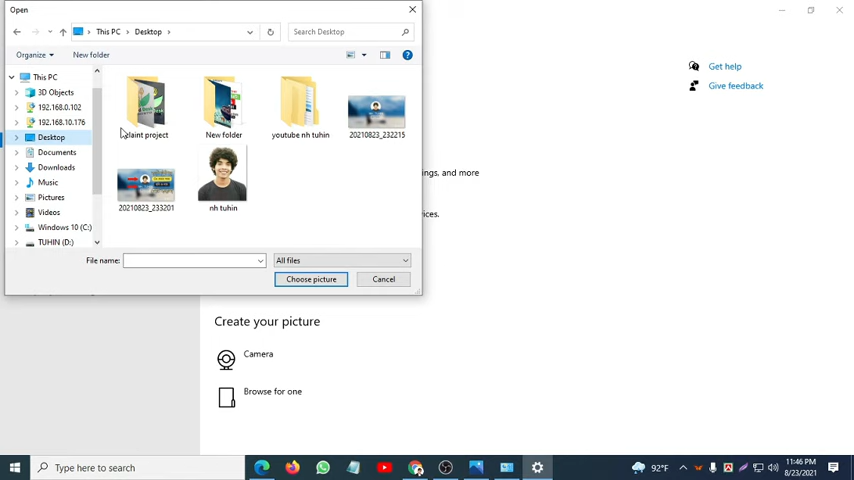 Open
This PC
Desktop
Search Desktop
Organize
New folder
Get help
Give feedback
This PC
3D Objects
192.168.0.102
192.168.10.176
Desktop
Documents
Downloads
Music
Pictures
Videos
Windows 10 (C:)
TUHIN (D:)
plaint project
New folder
youtube nh tuhin
20210823_232215
20210823_233201
nh tuhin
ngs, and more
vices.
File name:
All files
Choose picture
Cancel
Create your picture
Camera
Browse for one
Type here to search
92°F
11:46 PM
8/23/2021